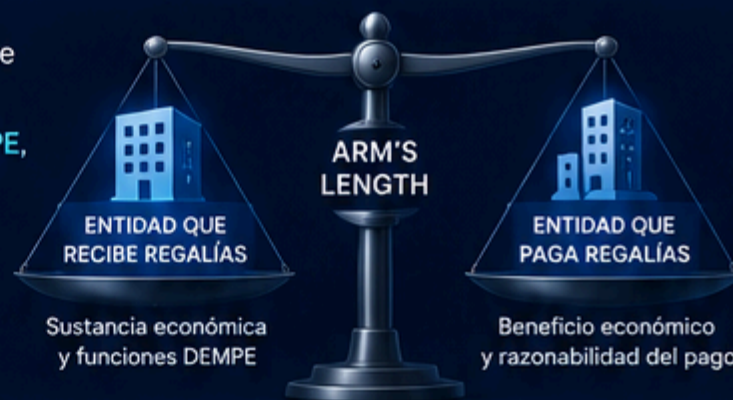 e
PE,
ARM'S
LENGTH
ENTIDAD QUE
RECIBE REGALÍAS
ENTIDAD QUE
PAGA REGALÍAS
Sustancia económica
y funciones DEMPE
Beneficio económico
y razonabilidad del pago